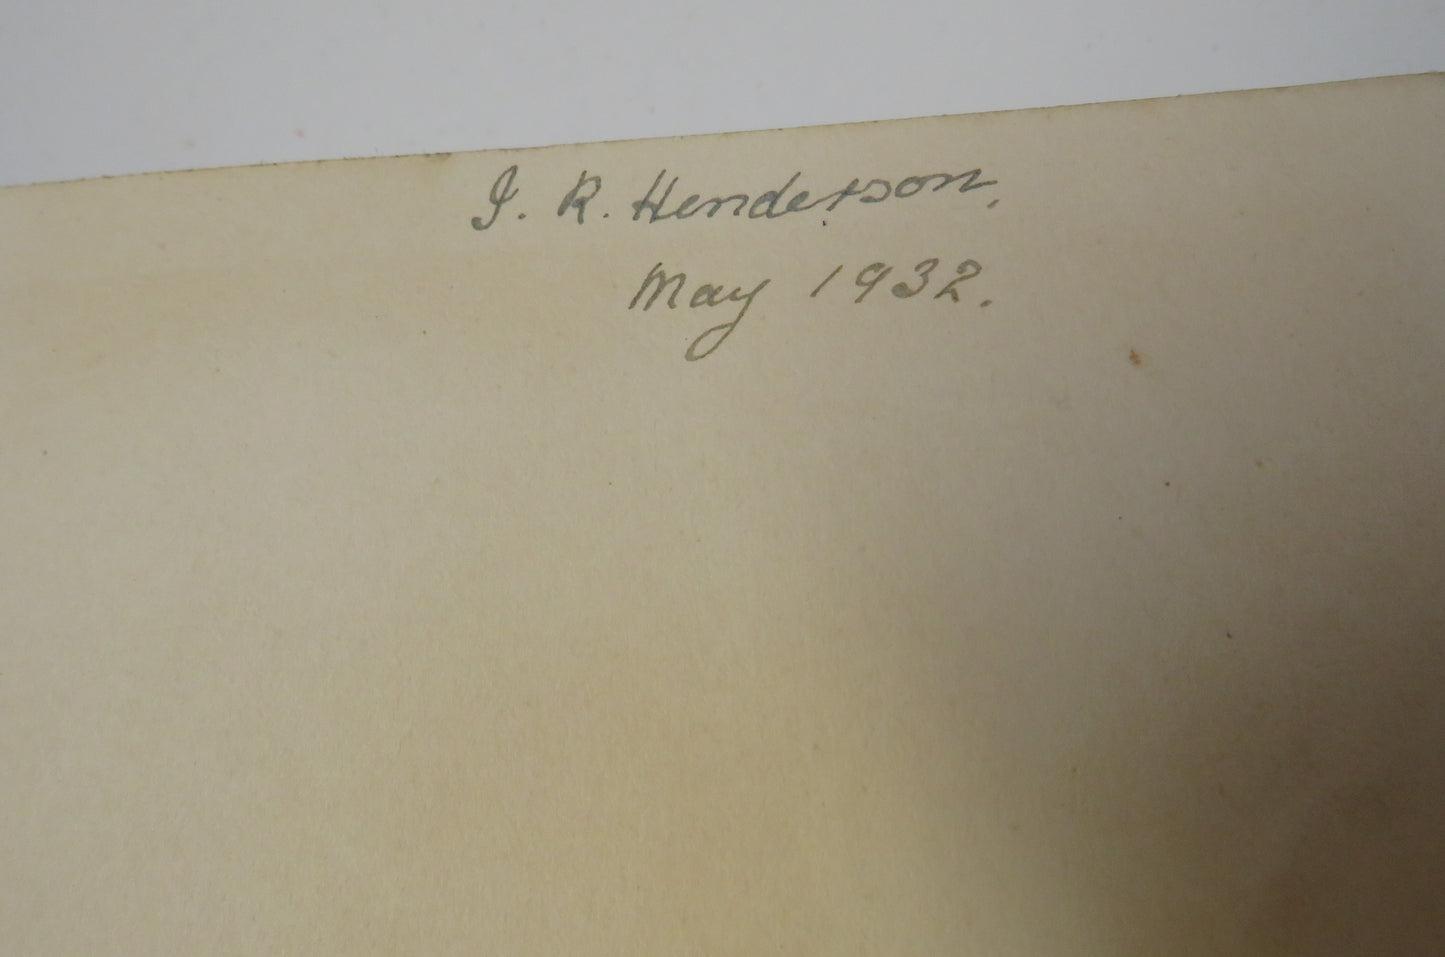 J. R. Henderson.
May 1932.